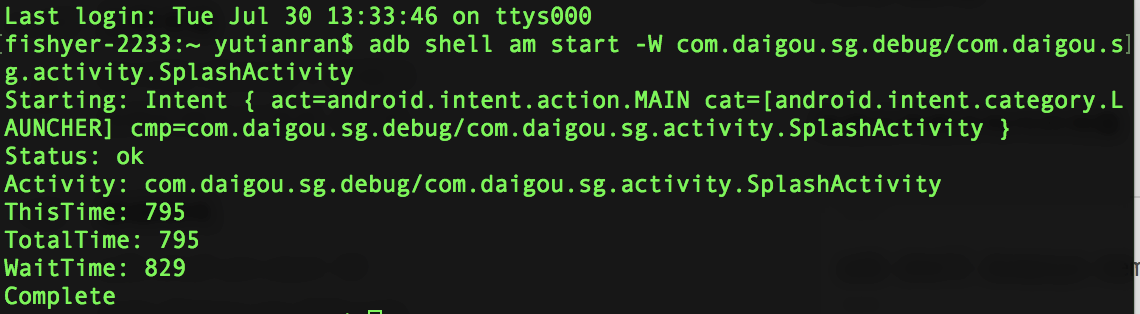 Last login: Tue Jul 30 13:33:46 on ttys000
[fishyer-2233:~ yutianran$ adb shell am start -W com.daigou.sg.debug/com.daigou.s]
g.activity.SplashActivity
Starting: Intent { act=android.intent.action.MAIN cat=[android.intent.category.L
AUNCHER] cmp=com.daigou.sg.debug/com.daigou.sg.activity.SplashActivity }
Status: ok
Activity: com.daigou.sg.debug/com.daigou.sg.activity.SplashActivity
ThisTime: 795
TotalTime: 795
WaitTime: 829
Complete